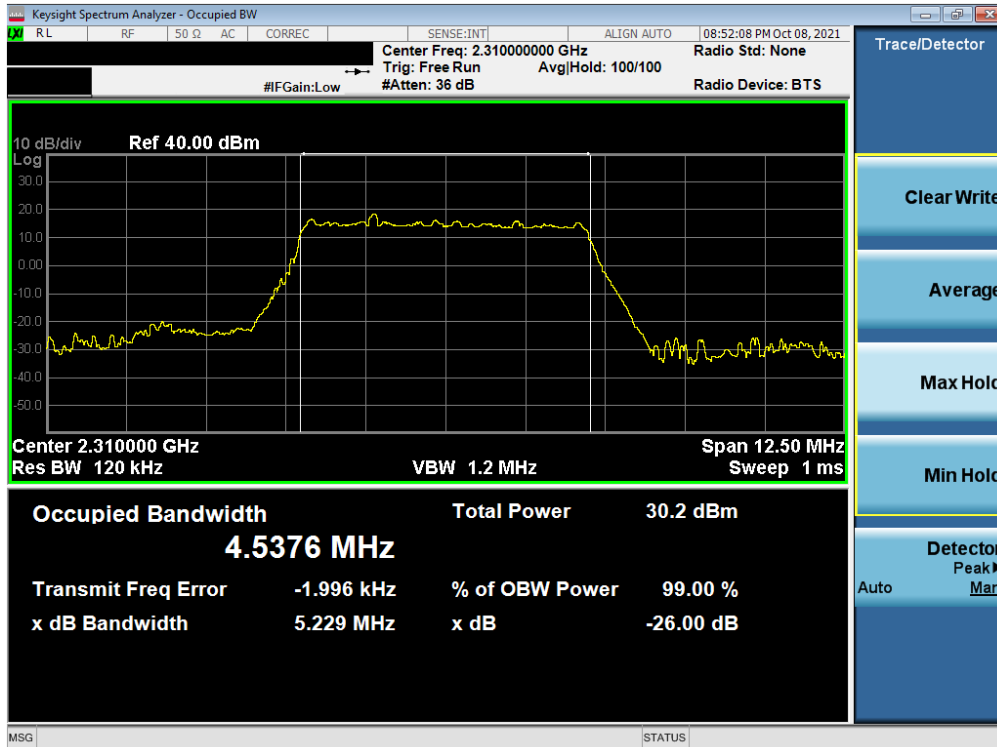 Keysight Spectrum Analyzer - Occupied BW
LXI RL RF 50 Ω AC CORREC SENSE:INT ALIGN AUTO 08:52:08 PM Oct 08, 2021
Center Freq: 2.310000000 GHz Radio Std: None
Trig: Free Run Avg|Hold: 100/100
#IFGain:Low #Atten: 36 dB Radio Device: BTS
Trace/Detector
10 dB/div Ref 40.00 dBm
Log
30.0
20.0
10.0
0.00
-10.0
-20.0
-30.0
-40.0
-50.0
Center 2.310000 GHz Span 12.50 MHz
Res BW 120 kHz VBW 1.2 MHz Sweep 1 ms
Occupied Bandwidth Total Power 30.2 dBm
4.5376 MHz
Transmit Freq Error -1.996 kHz % of OBW Power 99.00 %
x dB Bandwidth 5.229 MHz x dB -26.00 dB
Clear Write
Average
Max Hold
Min Hold
Detector
Peak
Auto Man
MSG STATUS